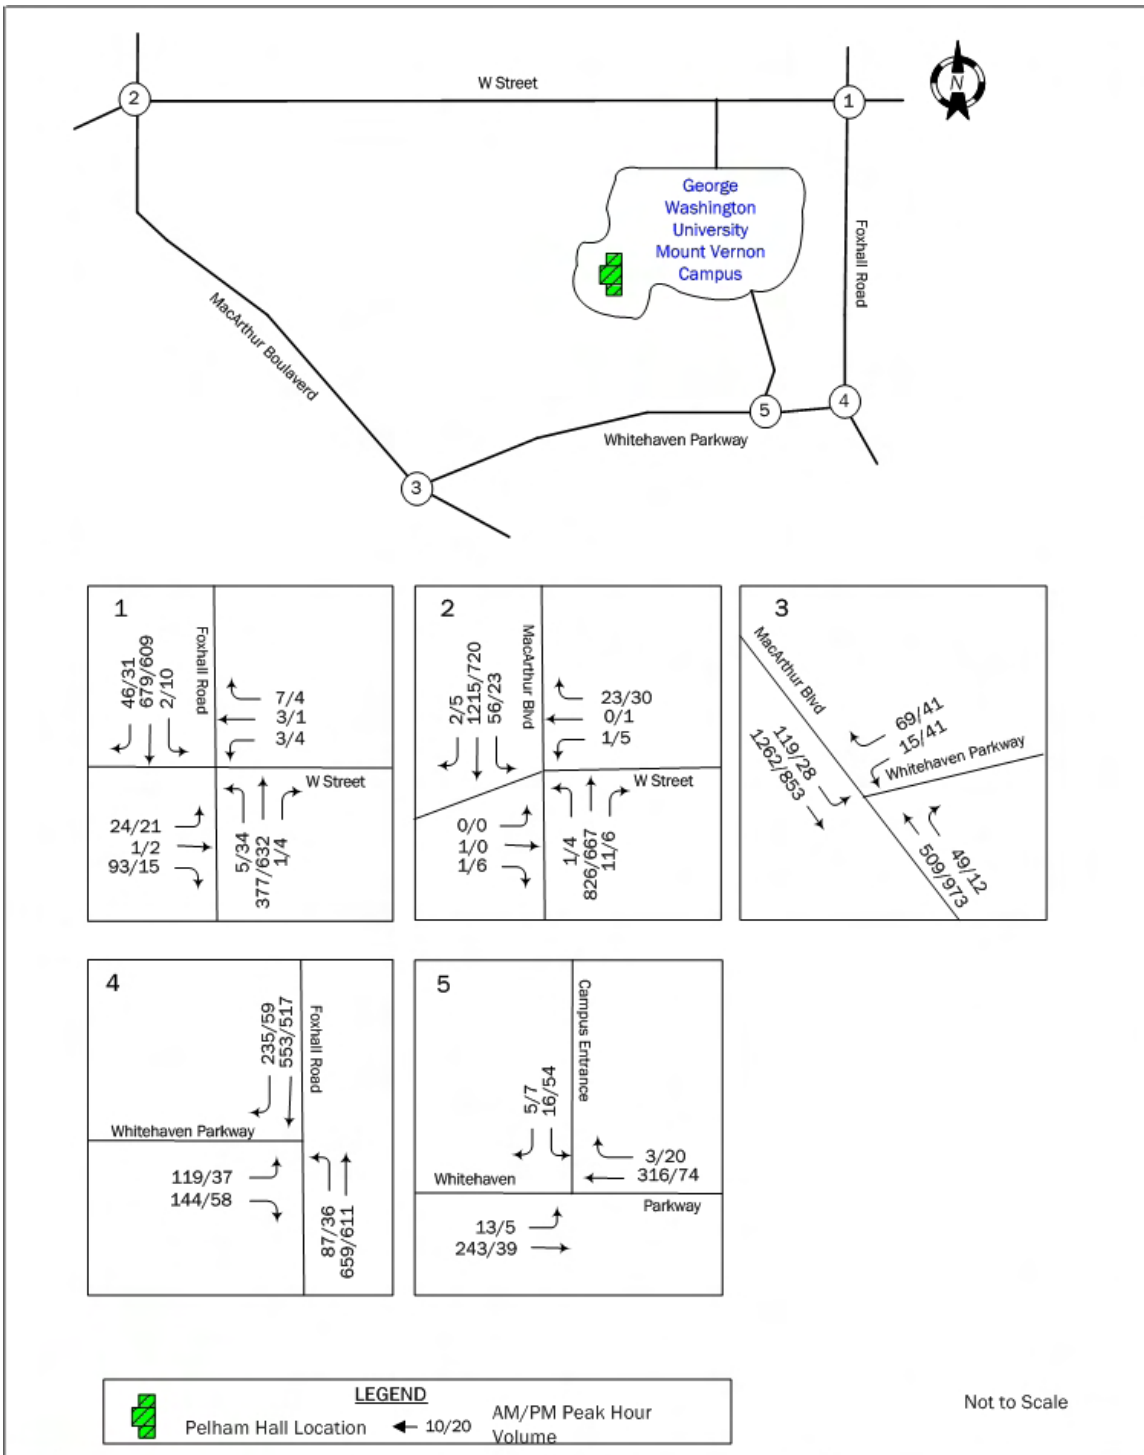 2
W Street
1
N
George
Washington
University
Mount Vernon
Campus
Foxhall Road
MacArthur Boulaverd
5
4
Whitehaven Parkway
3
1
Foxhall Road
46/31
679/609
2/10
7/4
3/1
3/4
W Street
24/21
1/2
93/15
5/34
377/632
1/4
2
MacArthur Blvd
2/5
1215/720
56/23
23/30
0/1
1/5
W Street
0/0
1/0
1/6
1/4
826/667
11/6
3
MacArthur Blvd
69/41
15/41
Whitehaven Parkway
119/28
1262/853
49/12
509/973
4
235/59
553/517
Foxhall Road
Whitehaven Parkway
119/37
144/58
87/36
659/611
5
Campus Entrance
5/7
16/54
3/20
316/74
Whitehaven
Parkway
13/5
243/39
LEGEND
Pelham Hall Location
10/20
AM/PM Peak Hour
Volume
Not to Scale